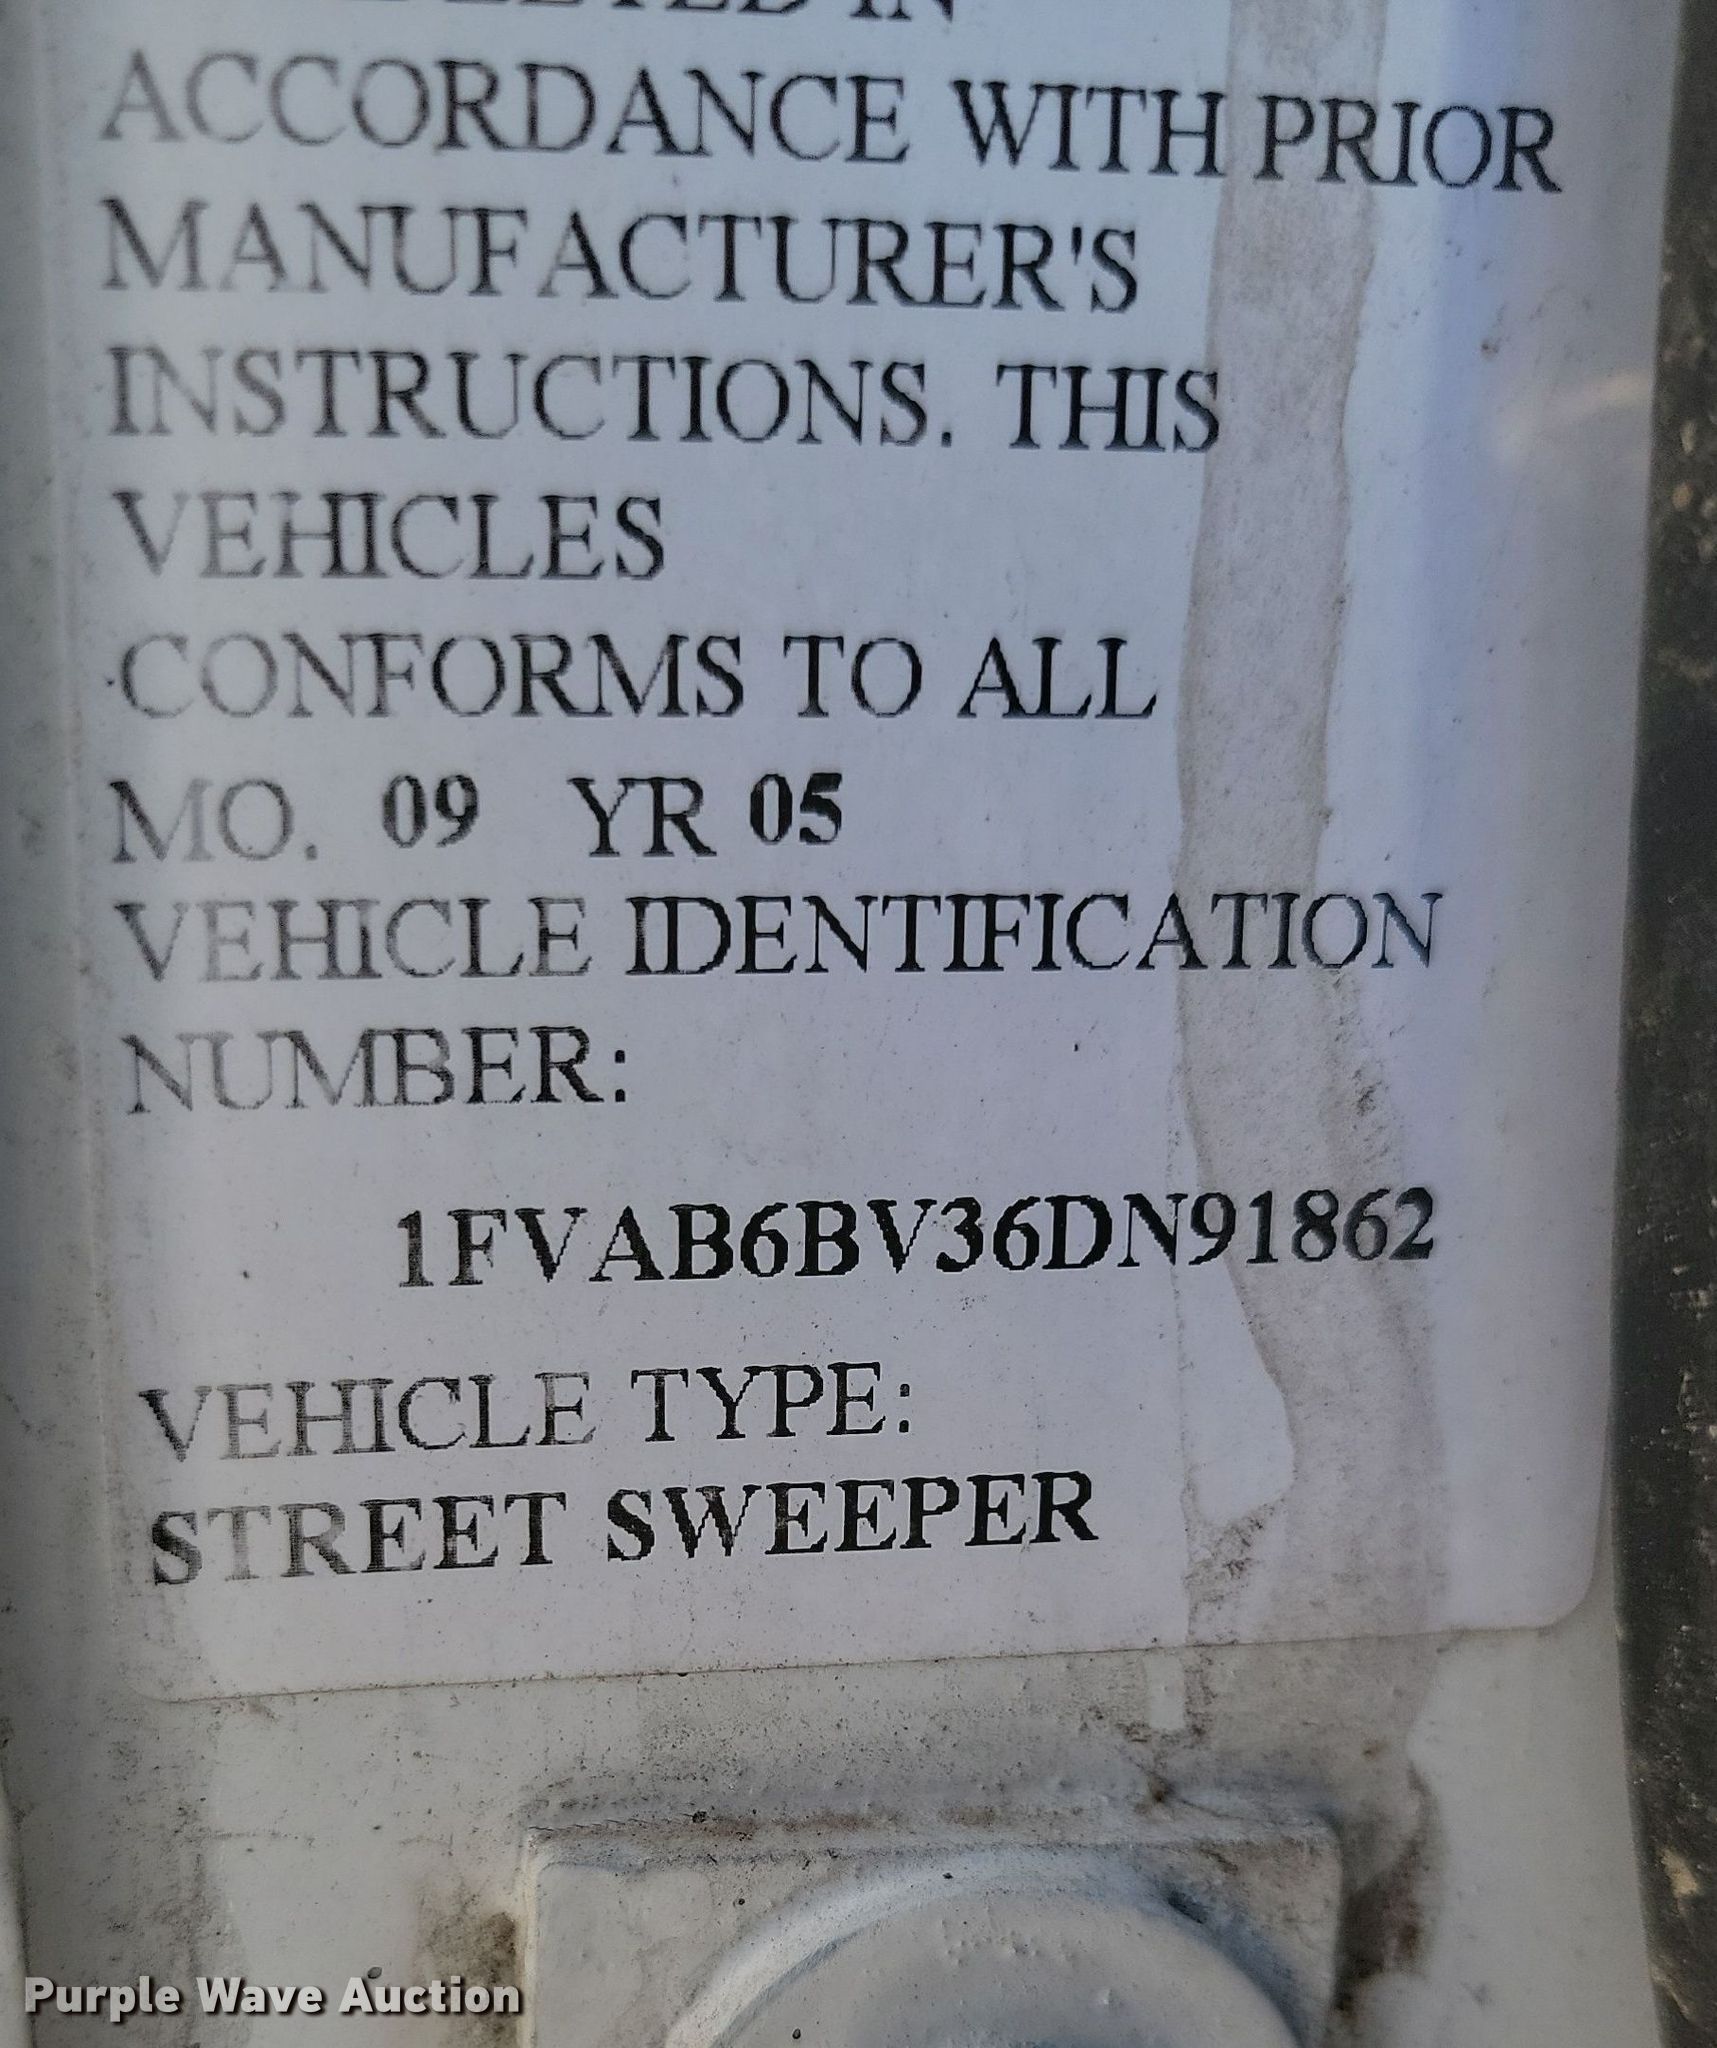 IN
ACCORDANCE WITH PRIOR
MANUFACTURER'S
INSTRUCTIONS. THIS
VEHICLES
CONFORMS TO ALL
MO. 09 YR 05
VEHICLE IDENTIFICATION
NUMBER:
1FVAB6BV36DN91862
VEHICLE TYPE:
STREET SWEEPER
Purple Wave Auction